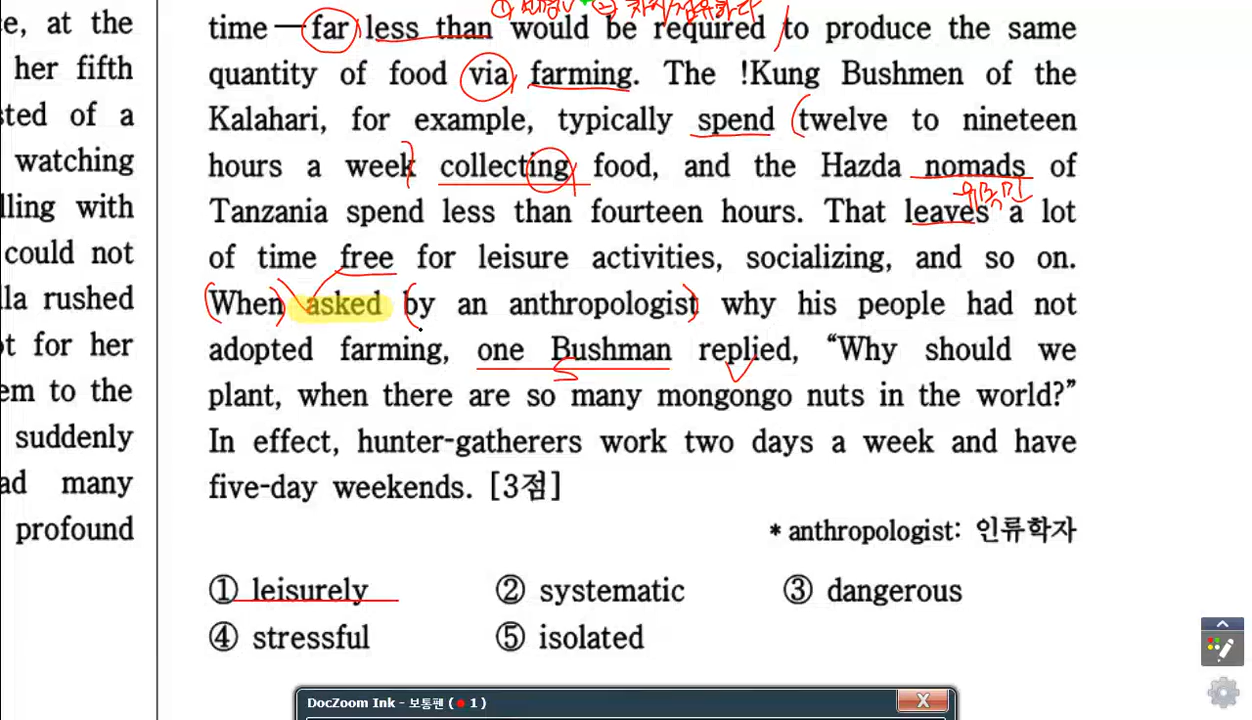 time—far less than would be required to produce the same
quantity of food via farming. The !Kung Bushmen of the
Kalahari, for example, typically spend twelve to nineteen
hours a week collecting food, and the Hazda nomads of
유목민
Tanzania spend less than fourteen hours. That leaves a lot
of time free for leisure activities, socializing, and so on.
When asked by an anthropologist why his people had not
adopted farming, one Bushman replied, “Why should we
S
plant, when there are so many mongongo nuts in the world?”
In effect, hunter-gatherers work two days a week and have
five-day weekends. [3점]
* anthropologist: 인류학자
① leisurely ② systematic ③ dangerous
④ stressful ⑤ isolated
e, at the
her fifth
sted of a
watching
lling with
could not
lla rushed
ot for her
em to the
suddenly
ad many
profound
DocZoom Ink - 보통펜 ( 1 )
X